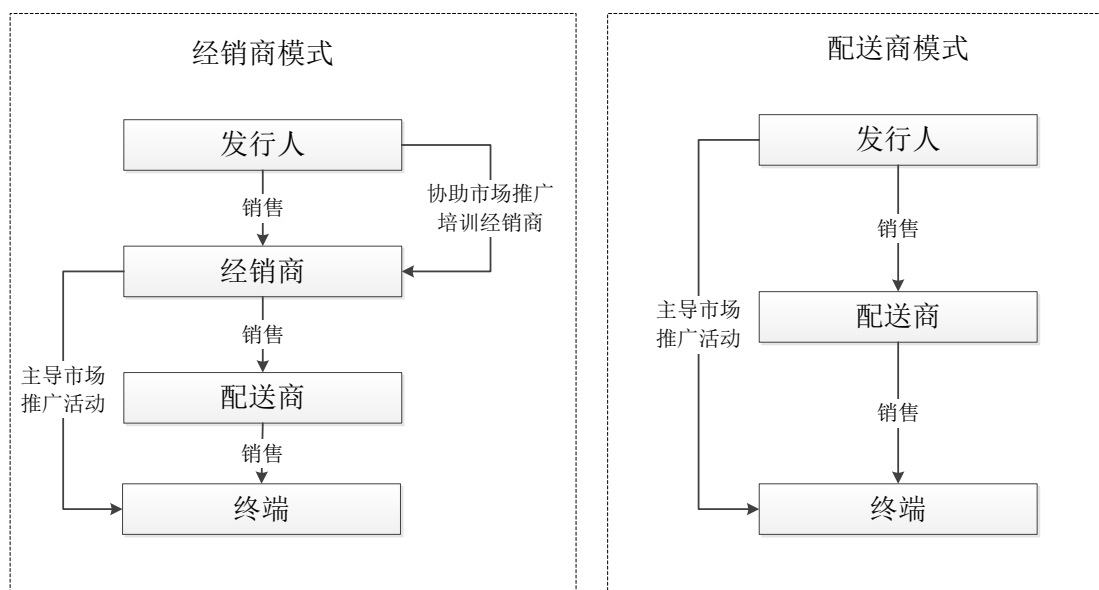 经销商模式
发行人
协助市场推广
培训经销商
销售
经销商
销售
主导市场
推广活动
配送商
销售
终端
配送商模式
发行人
销售
主导市场
推广活动
配送商
销售
终端